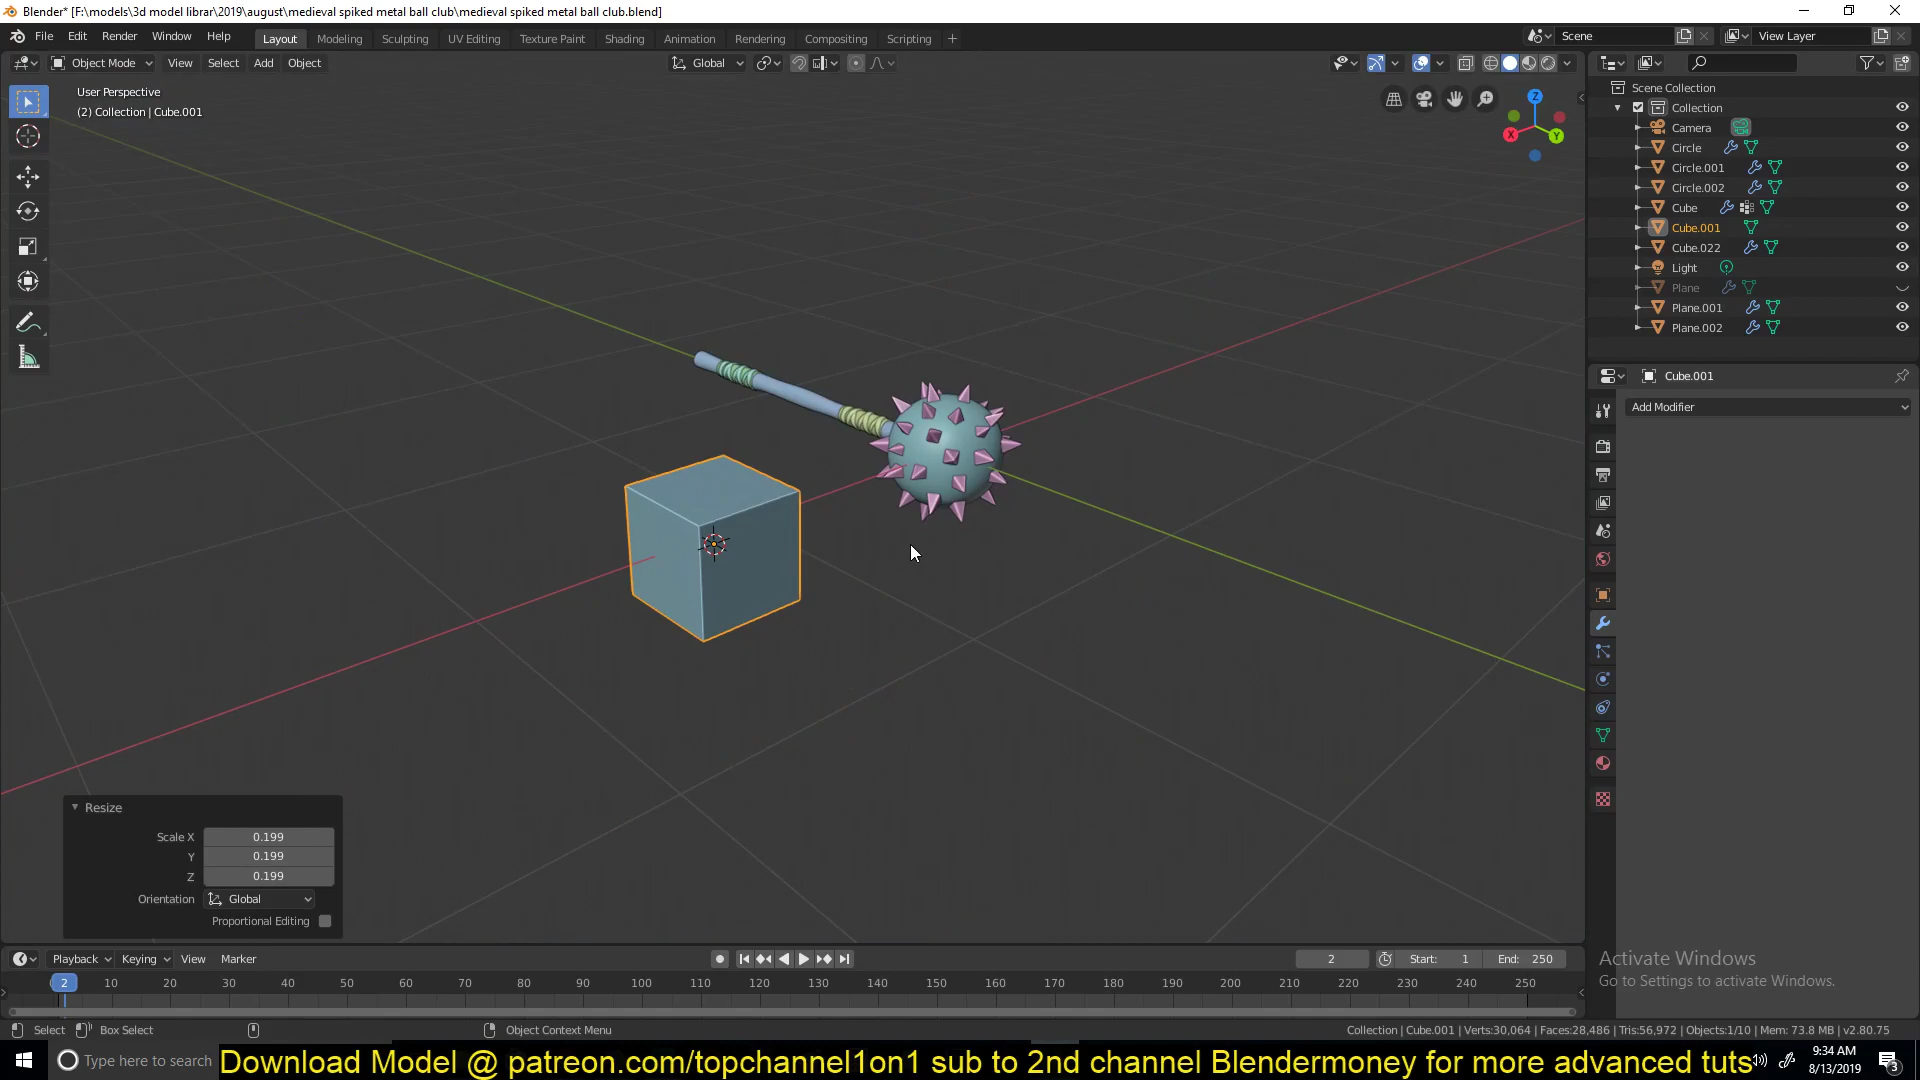 Blender* [F:\models\3d model librar\2019\august\medieval spiked metal ball club\medieval spiked metal ball club.blend]
File Edit Render Window Help Layout Modeling Sculpting UV Editing Texture Paint Shading Animation Rendering Compositing Scripting + Scene View Layer
Object Mode View Select Add Object Global
User Perspective
(2) Collection | Cube.001
Z
X Y
Scene Collection
Collection
Camera
Circle
Circle.001
Circle.002
Cube
Cube.001
Cube.022
Light
Plane
Plane.001
Plane.002
Cube.001
Add Modifier
Resize
Scale X 0.199
Y 0.199
Z 0.199
Orientation Global
Proportional Editing
Activate Windows
Go to Settings to activate Windows.
Playback Keying View Marker 2 Start: 1 End: 250
2 10 20 30 40 50 60 70 80 90 100 110 120 130 140 150 160 170 180 190 200 210 220 230 240 250
Select Box Select Object Context Menu Collection | Cube.001 | Verts:30,064 | Faces:28,486 | Tris:56,972 | Objects:1/10 | Mem: 73.8 MB | v2.80.75
Type here to search
Download Model @ patreon.com/topchannel1on1 sub to 2nd channel Blendermoney for more advanced tuts
9:34 AM
8/13/2019
3